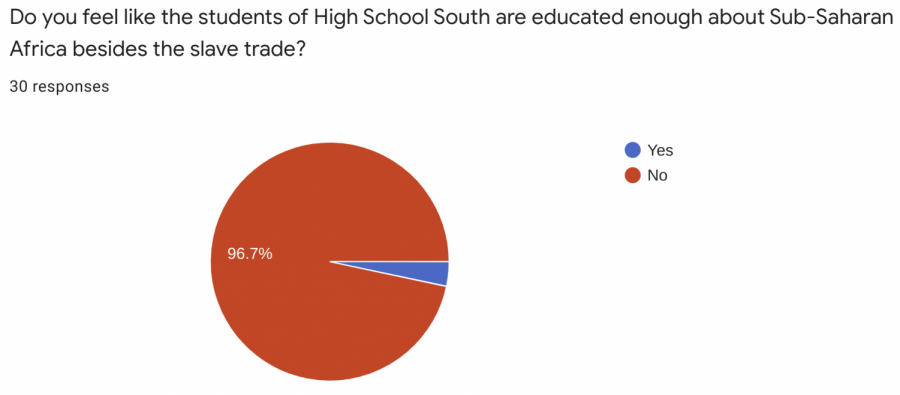 Do you feel like the students of High School South are educated enough about Sub-Saharan
Africa besides the slave trade?
30 responses
Yes
No
96.7%